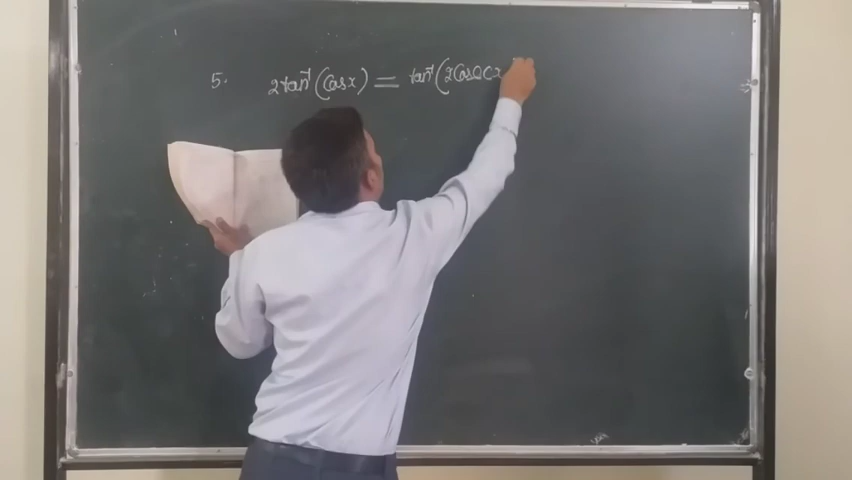 5. 2tan⁻¹(Cosx) = tan⁻¹(2Cosecx